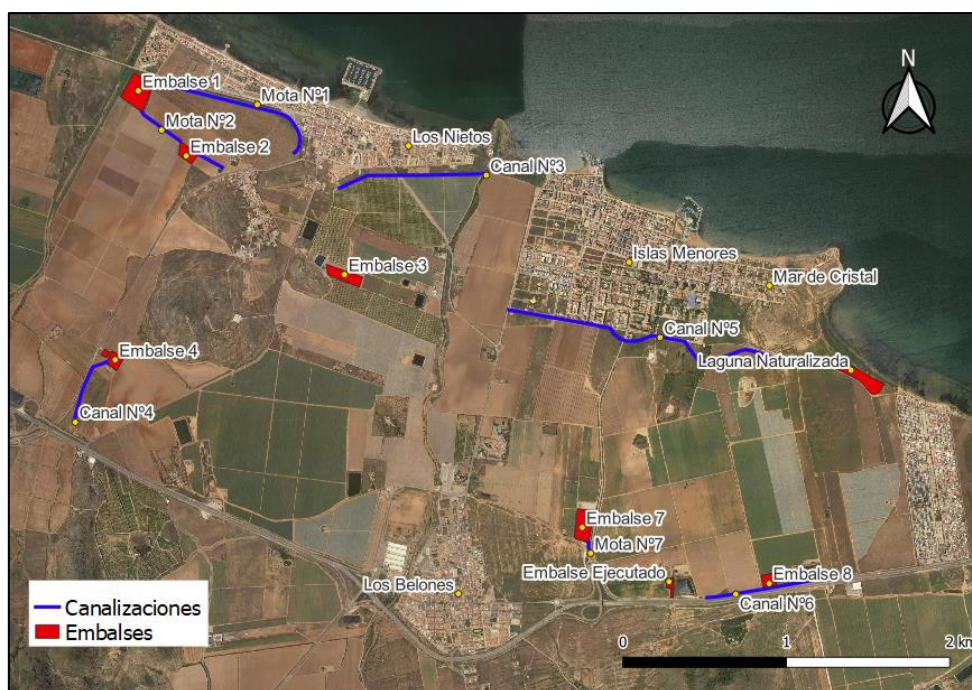 N
Embalse 1
Mota Nº1
Mota Nº2
Embalse 2
Los Nietos
Canal Nº3
Islas Menores
Embalse 3
Mar de Cristal
Canal Nº5
Embalse 4
Laguna Naturalizada
Canal Nº4
Embalse 7
Mota Nº7
Embalse Ejecutado
Embalse 8
Los Belones
Canal Nº6
Canalizaciones
Embalses
0 1 2 km